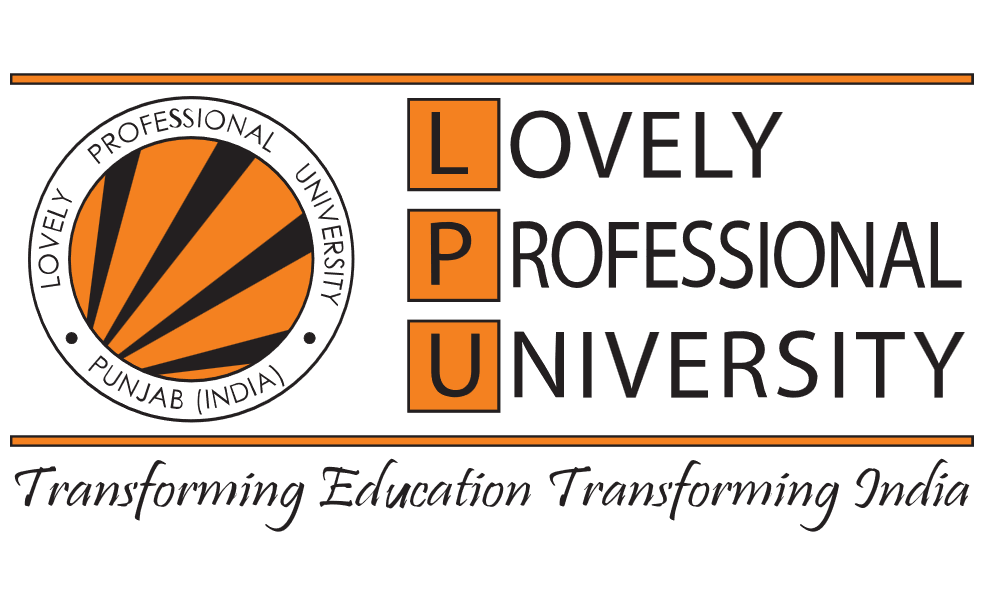 LOVELY PROFESSIONAL UNIVERSITY
PUNJAB (INDIA)
LOVELY
PROFESSIONAL
UNIVERSITY
Transforming Education Transforming India